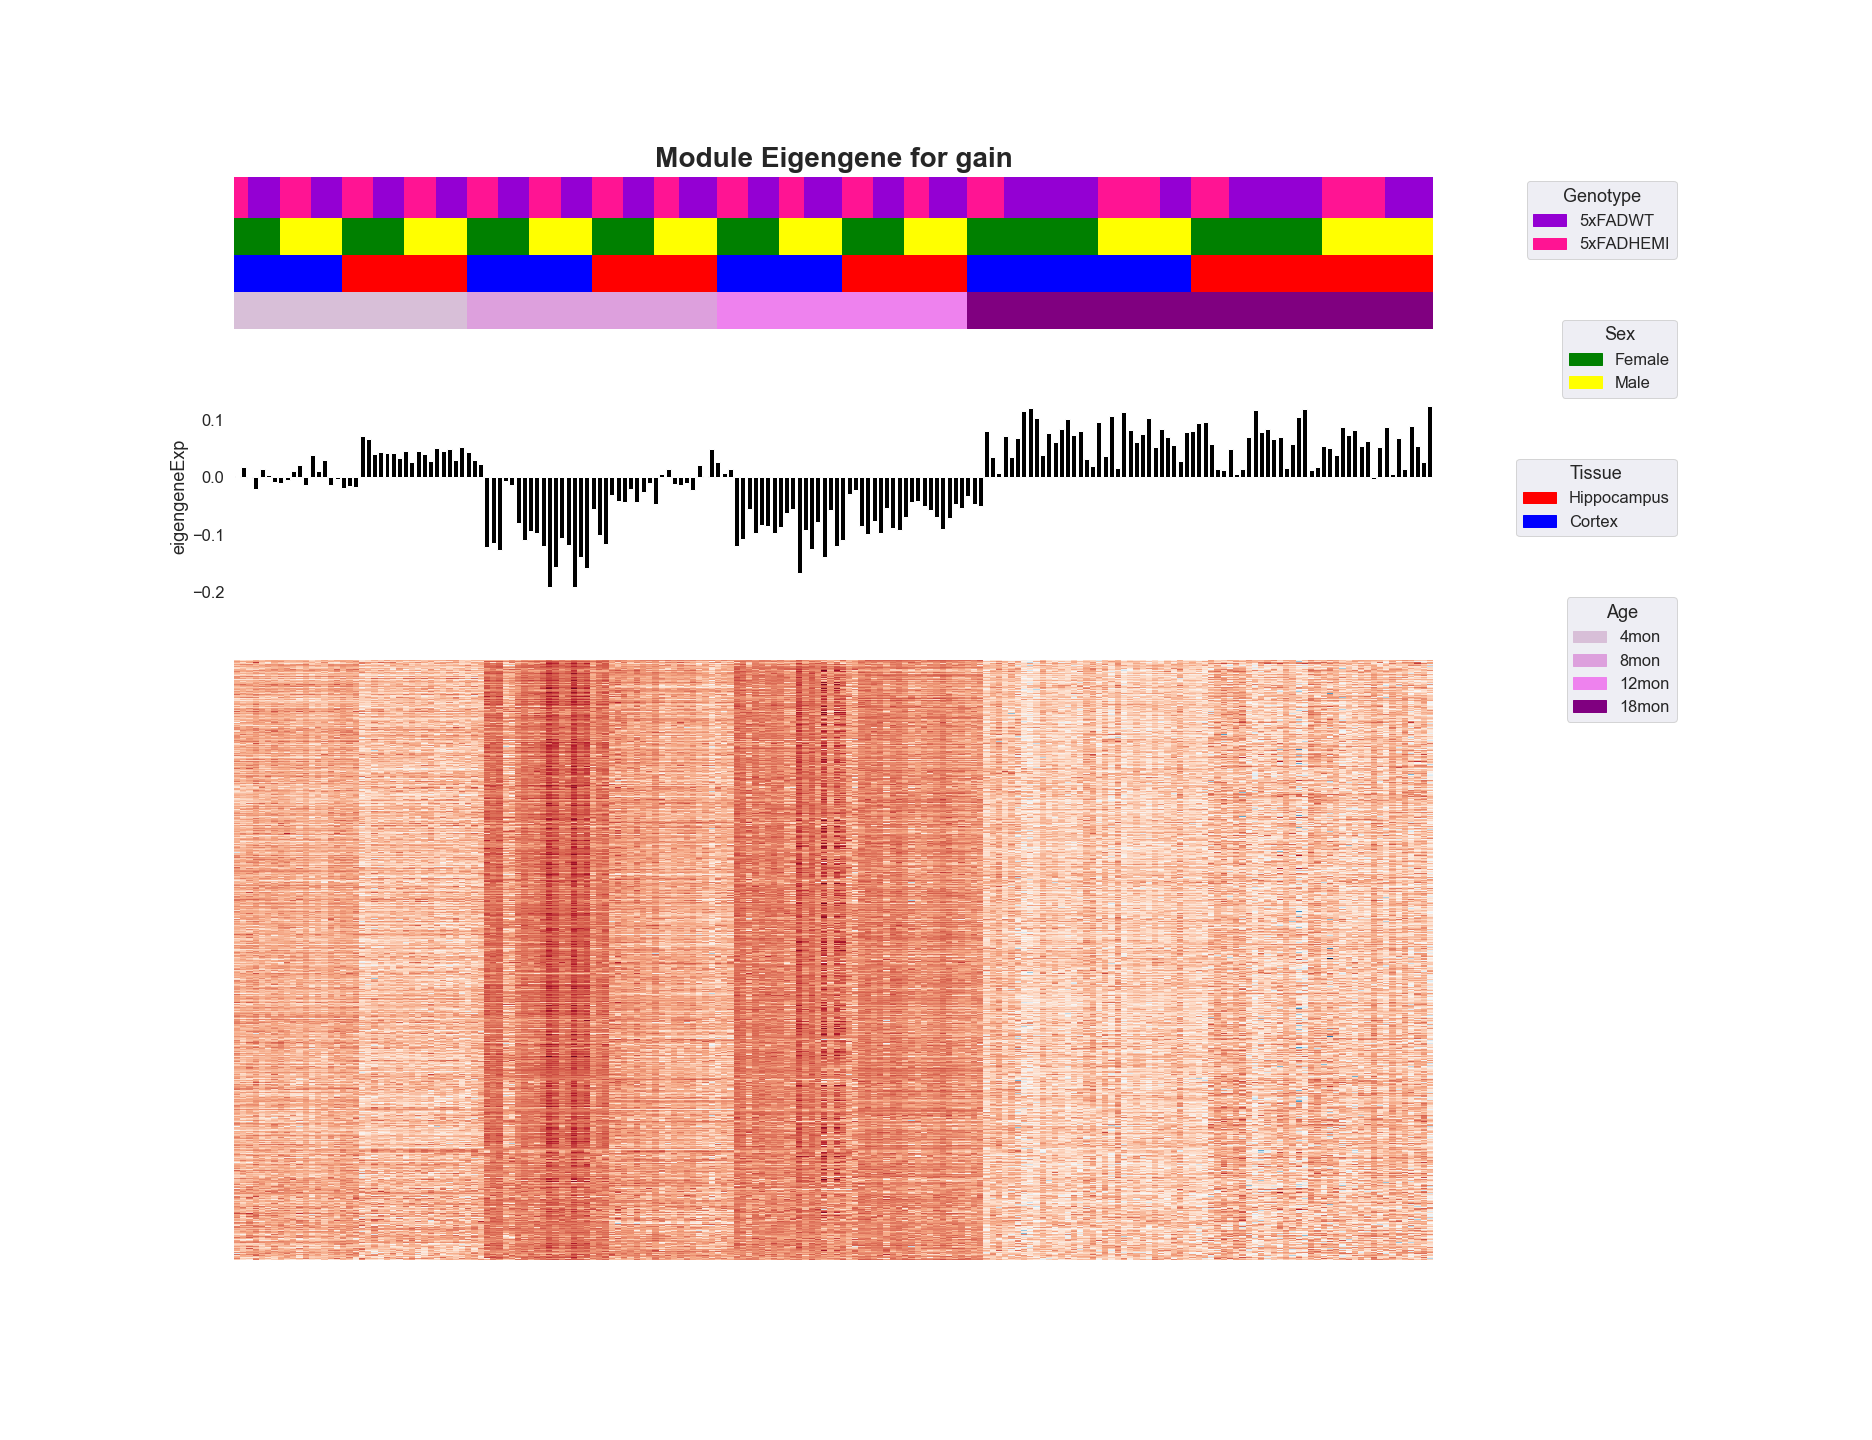 Module Eigengene for gain
Genotype
5xFADWT
5xFADHEMI
Sex
Female
Male
0.1
0.0
−0.1
−0.2
eigengeneExp
Tissue
Hippocampus
Cortex
Age
4mon
8mon
12mon
18mon